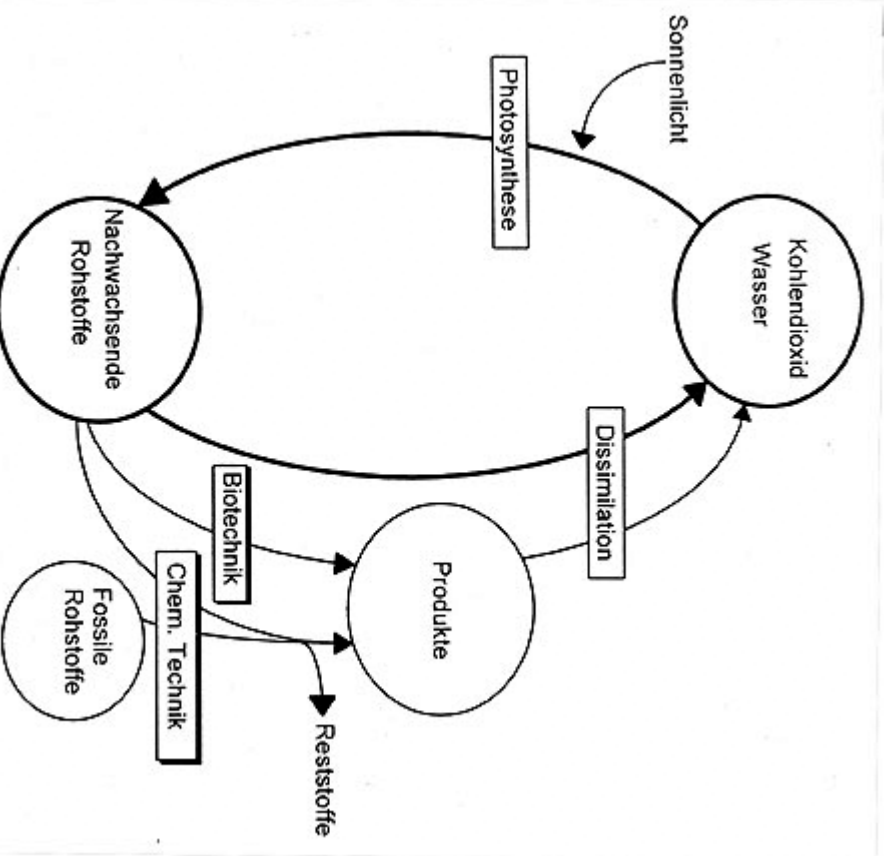 Sonnenlicht
Kohlendioxid
Wasser
Photosynthese
Dissimilation
Produkte
Nachwachsende
Rohstoffe
Biotechnik
Chem. Technik
Reststoffe
Fossile
Rohstoffe